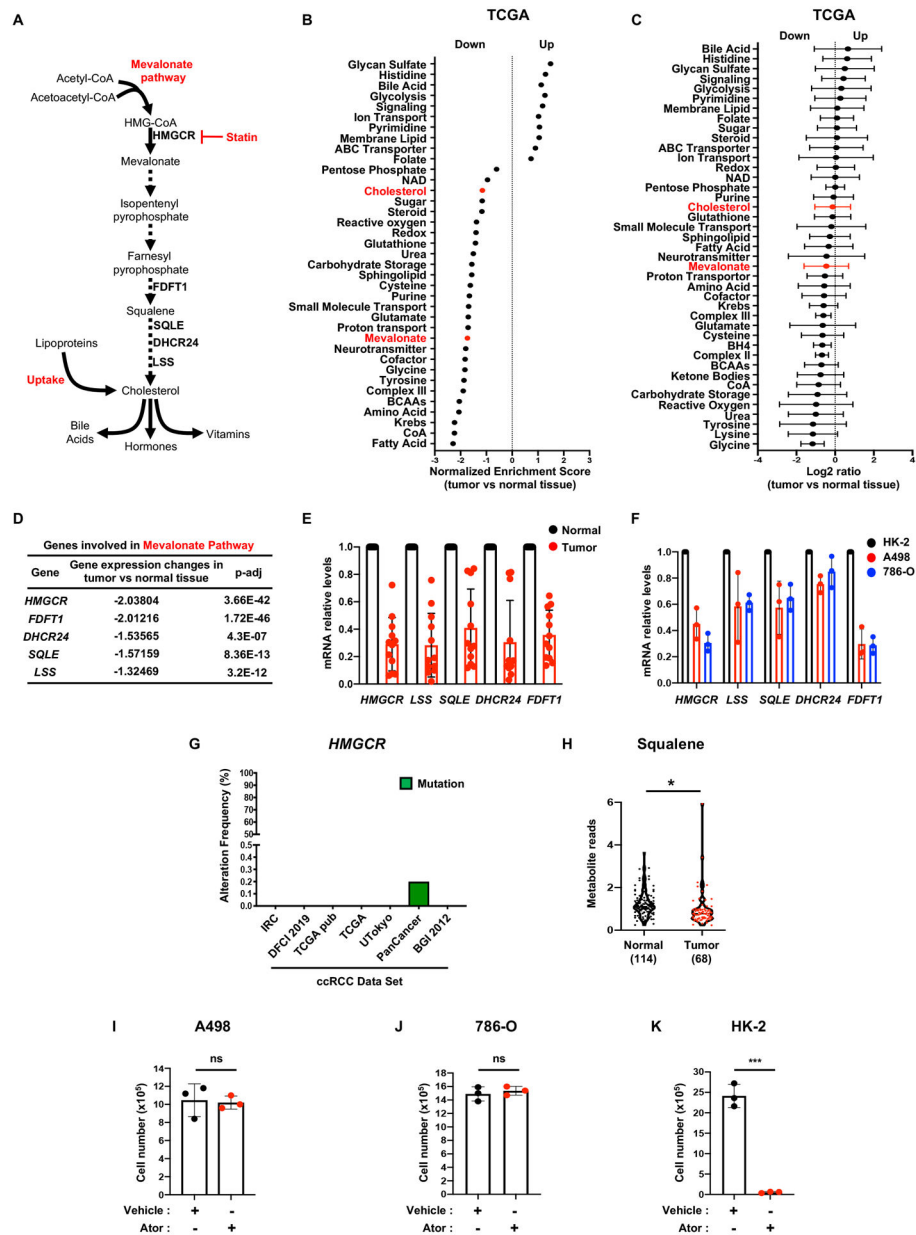 A
Mevalonate
pathway
Acetyl-CoA
Acetoacetyl-CoA
HMG-CoA
HMGCR
Statin
Mevalonate
Isopentenyl
pyrophosphate
Farnesyl
pyrophosphate
FDFT1
Squalene
SQLE
DHCR24
LSS
Lipoproteins
Uptake
Cholesterol
Bile
Acids
Hormones
Vitamins
B
TCGA
Down
Up
Glycan Sulfate
Histidine
Bile Acid
Glycolysis
Signaling
Ion Transport
Pyrimidine
Membrane Lipid
ABC Transporter
Folate
Pentose Phosphate
NAD
Cholesterol
Sugar
Steroid
Reactive oxygen
Redox
Glutathione
Urea
Carbohydrate Storage
Sphingolipid
Cysteine
Purine
Small Molecule Transport
Glutamate
Proton transport
Mevalonate
Neurotransmitter
Cofactor
Glycine
Tyrosine
Complex III
BCAAs
Amino Acid
Krebs
CoA
Fatty Acid
-3 -2 -1 0 1 2 3
Normalized Enrichment Score
(tumor vs normal tissue)
C
TCGA
Down
Up
Bile Acid
Histidine
Glycan Sulfate
Signaling
Glycolysis
Pyrimidine
Membrane Lipid
Folate
Sugar
Steroid
ABC Transporter
Ion Transport
Redox
NAD
Pentose Phosphate
Purine
Cholesterol
Glutathione
Small Molecule Transport
Sphingolipid
Fatty Acid
Neurotransmitter
Mevalonate
Proton Transportor
Amino Acid
Cofactor
Krebs
Complex III
Glutamate
Cysteine
BH4
Complex II
BCAAs
Ketone Bodies
CoA
Carbohydrate Storage
Reactive Oxygen
Urea
Tyrosine
Lysine
Glycine
-4 -2 0 2 4
Log2 ratio
(tumor vs normal tissue)
D
Genes involved in Mevalonate Pathway
Gene Gene expression changes in tumor vs normal tissue p-adj
HMGCR -2.03804 3.66E-42
FDFT1 -2.01216 1.72E-46
DHCR24 -1.53565 4.3E-07
SQLE -1.57159 8.36E-13
LSS -1.32469 3.2E-12
E
Normal
Tumor
mRNA relative levels
1.0
0.8
0.6
0.4
0.2
0.0
HMGCR LSS SQLE DHCR24 FDFT1
F
HK-2
A498
786-O
mRNA relative levels
1.0
0.8
0.6
0.4
0.2
0.0
HMGCR LSS SQLE DHCR24 FDFT1
G
HMGCR
Mutation
Alteration Frequency (%)
100
90
80
70
60
50
0.5
0.4
0.3
0.2
0.1
0.0
IRC
DFCI 2019
TCGA pub
TCGA
UTokyo
PanCancer
BGI 2012
ccRCC Data Set
H
Squalene
*
Metabolite reads
6
4
2
0
Normal
(114)
Tumor
(68)
I
A498
ns
Cell number (x10⁵)
14
12
10
8
6
4
2
0
Vehicle : + -
Ator : - +
J
786-O
ns
Cell number (x10⁵)
18
16
14
12
10
8
6
4
2
0
Vehicle : + -
Ator : - +
K
HK-2
***
Cell number (x10⁵)
30
25
20
15
10
5
0
Vehicle : + -
Ator : - +